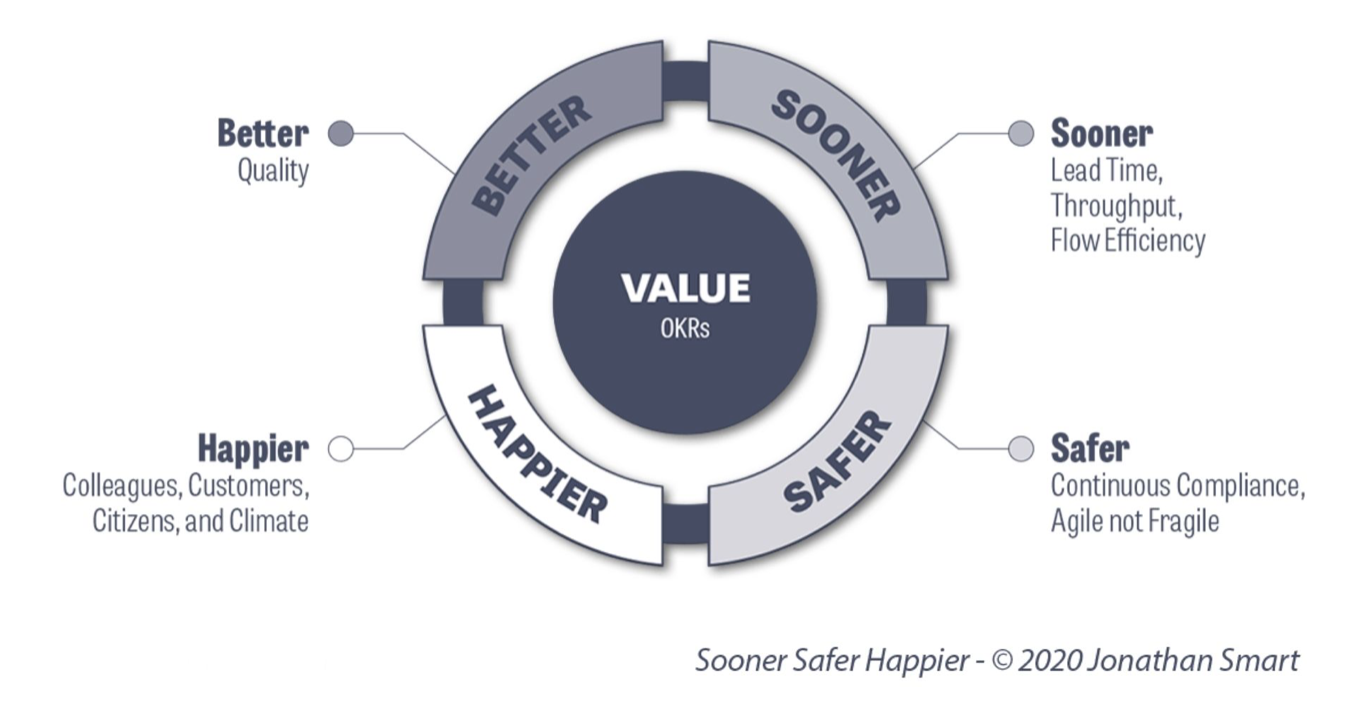 BETTER
SOONER
Better
Quality
Sooner
Lead Time,
Throughput,
Flow Efficiency
VALUE
OKRs
HAPPIER
SAFER
Happier
Colleagues, Customers,
Citizens, and Climate
Safer
Continuous Compliance,
Agile not Fragile
Sooner Safer Happier - © 2020 Jonathan Smart